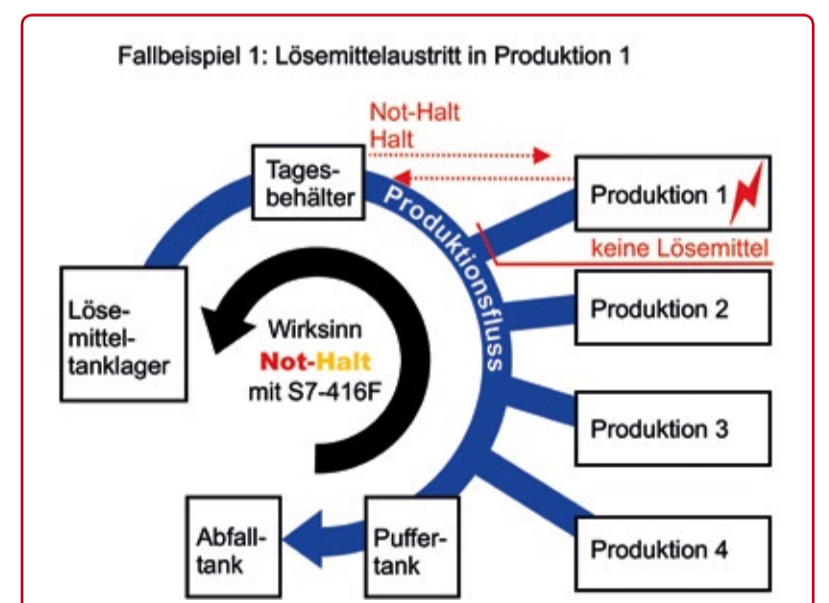 Fallbeispiel 1: Lösemittelaustritt in Produktion 1
Not-Halt
Halt
Tages-
behälter
Produktion 1
Produktionsfluss
keine Lösemittel
Löse-
mittel-
tanklager
Wirksinn
Not-Halt
mit S7-416F
Produktion 2
Produktion 3
Abfall-
tank
Puffer-
tank
Produktion 4